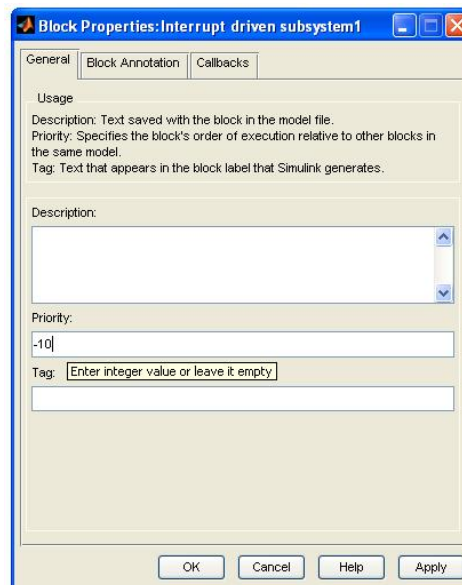 Block Properties:Interrupt driven subsystem1
General Block Annotation Callbacks
Usage
Description: Text saved with the block in the model file.
Priority: Specifies the block's order of execution relative to other blocks in
the same model.
Tag: Text that appears in the block label that Simulink generates.
Description:
Priority:
-10
Tag: Enter integer value or leave it empty
OK Cancel Help Apply